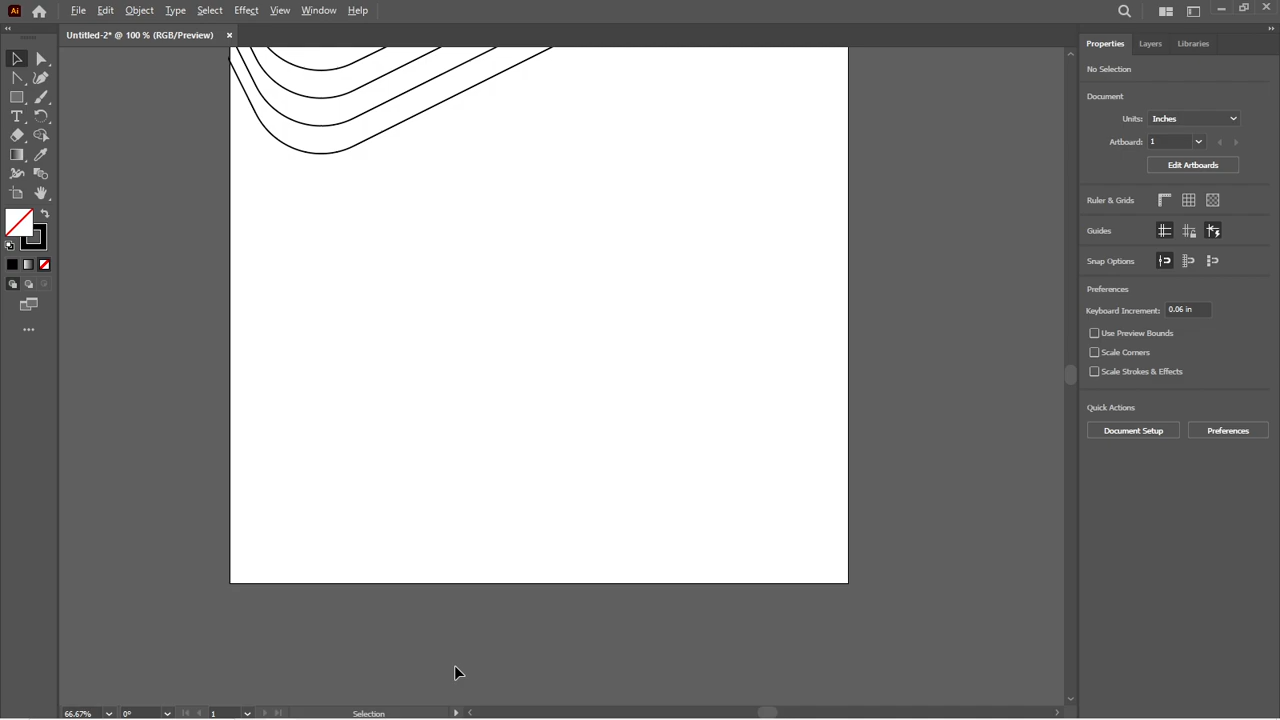 Ai File Edit Object Type Select Effect View Window Help
Untitled-2* @ 100 % (RGB/Preview) ×
Properties Layers Libraries
No Selection
Document
Units: Inches
Artboard: 1
Edit Artboards
Ruler & Grids
Guides
Snap Options
Preferences
Keyboard Increment: 0.06 in
Use Preview Bounds
Scale Corners
Scale Strokes & Effects
Quick Actions
Document Setup Preferences
66.67% 0° 1 Selection